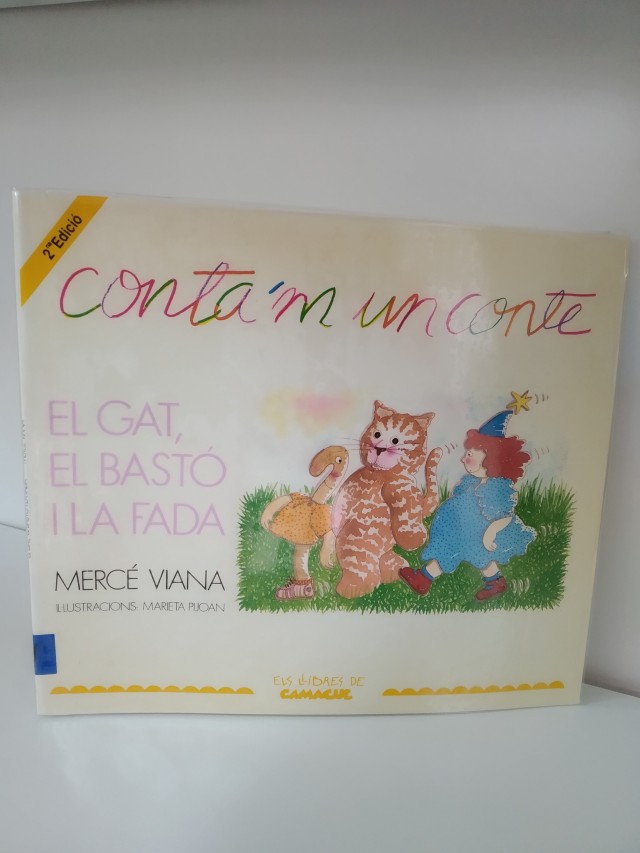 2ª Edició
conta'm un conte
EL GAT,
EL BASTÓ
I LA FADA
MERCÉ VIANA
IL·LUSTRACIONS: MARIETA PIJOAN
ELS LLIBRES DE
CAMACUC